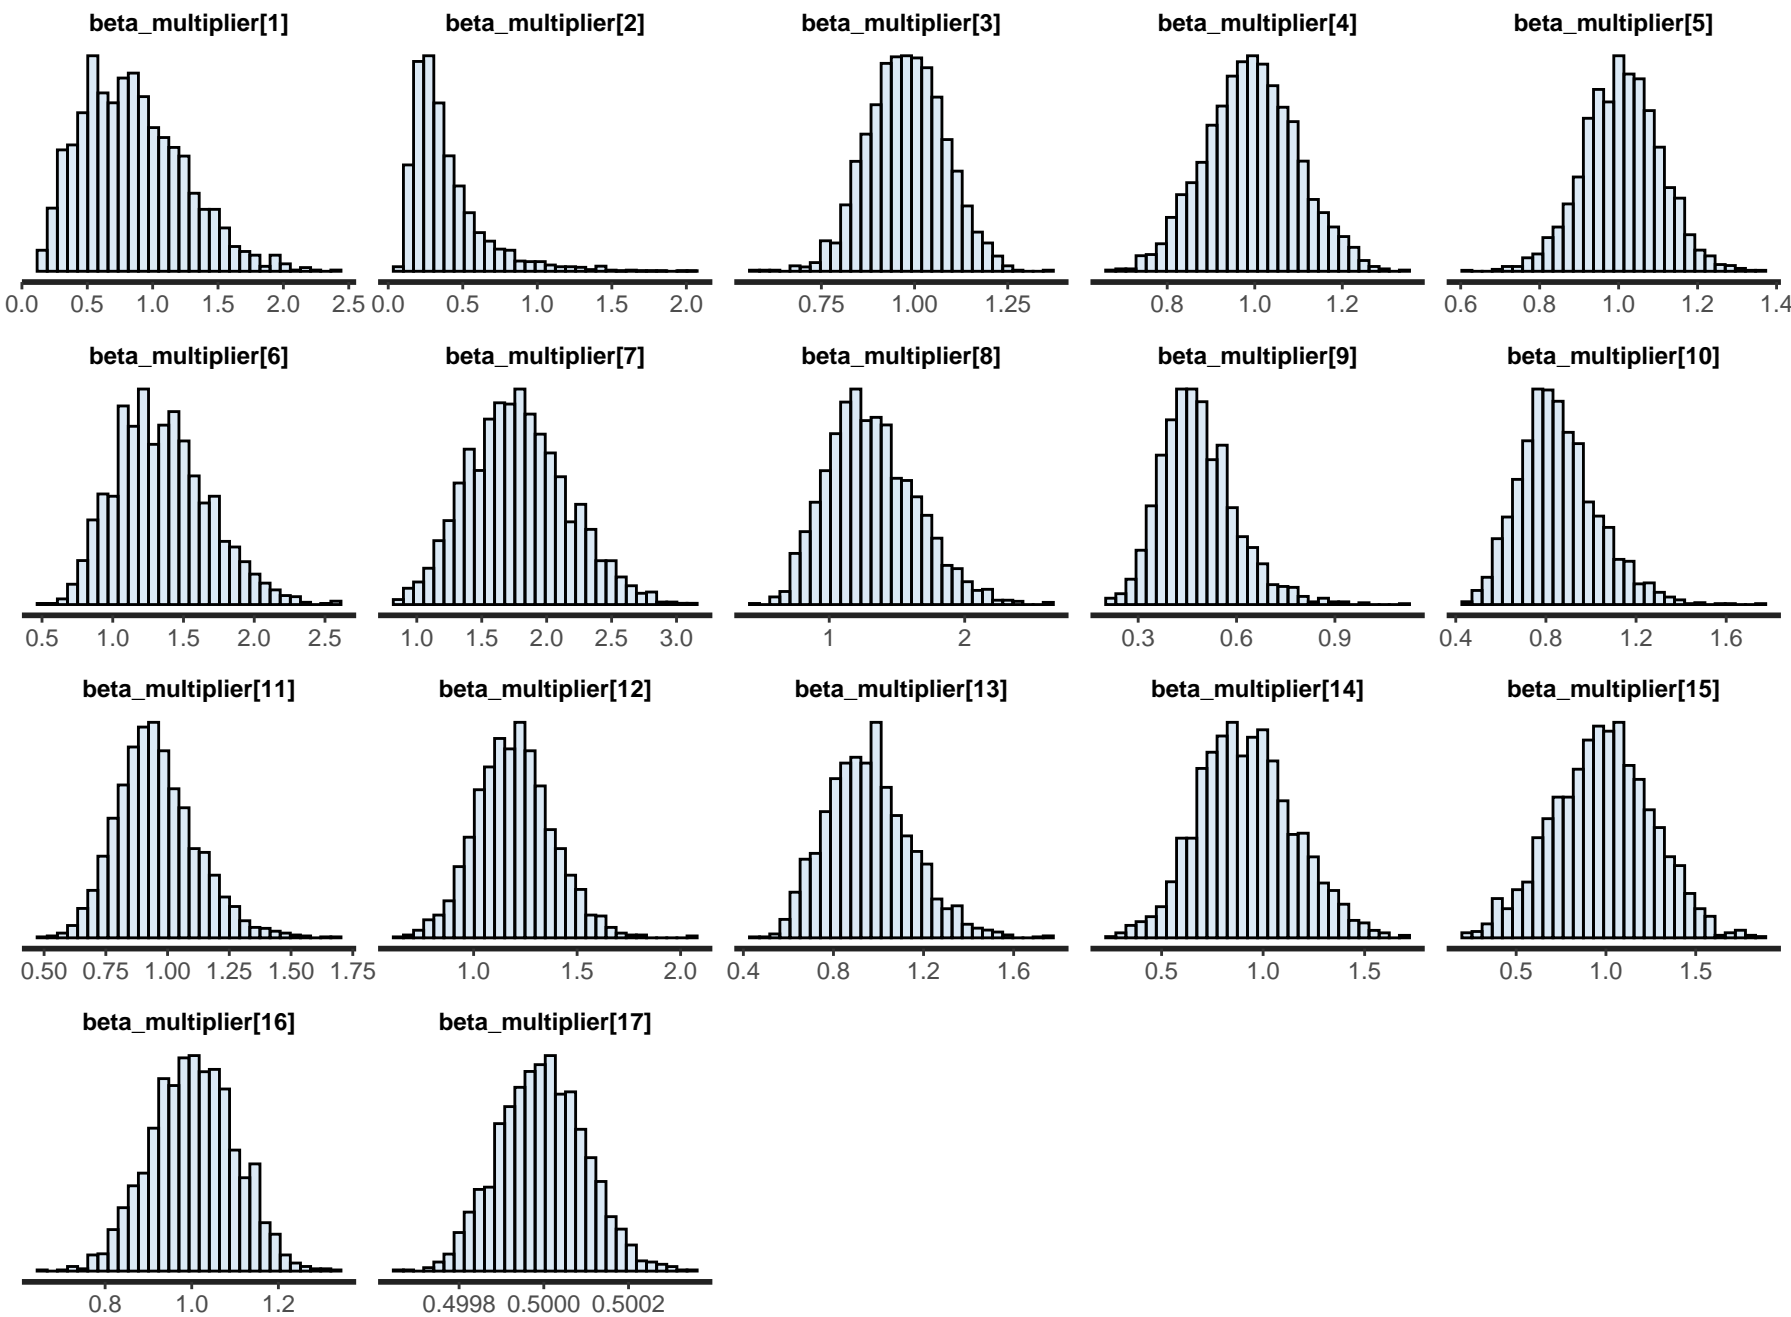 beta_multiplier[1] beta_multiplier[2] beta_multiplier[3] beta_multiplier[4] beta_multiplier[5]
0.0 0.5 1.0 1.5 2.0 2.5 0.0 0.5 1.0 1.5 2.0 0.75 1.00 1.25 0.8 1.0 1.2 0.6 0.8 1.0 1.2 1.4
beta_multiplier[6] beta_multiplier[7] beta_multiplier[8] beta_multiplier[9] beta_multiplier[10]
0.5 1.0 1.5 2.0 2.5 1.0 1.5 2.0 2.5 3.0 1 2 0.3 0.6 0.9 0.4 0.8 1.2 1.6
beta_multiplier[11] beta_multiplier[12] beta_multiplier[13] beta_multiplier[14] beta_multiplier[15]
0.50 0.75 1.00 1.25 1.50 1.75 1.0 1.5 2.0 0.4 0.8 1.2 1.6 0.5 1.0 1.5 0.5 1.0 1.5
beta_multiplier[16] beta_multiplier[17]
0.8 1.0 1.2 0.4998 0.5000 0.5002